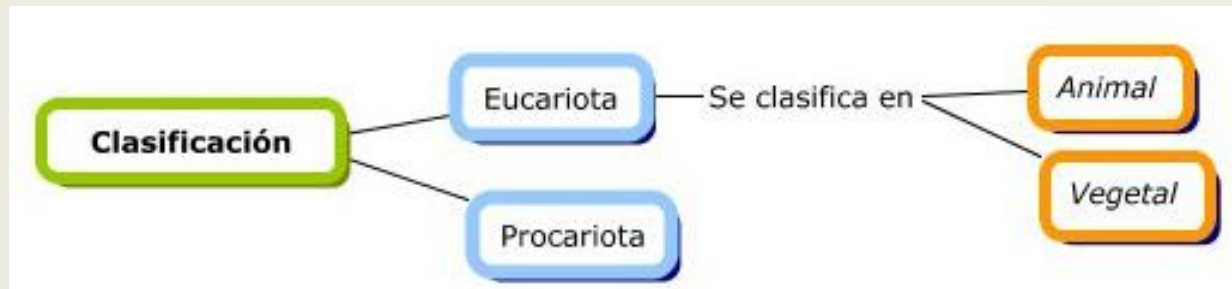 Clasificación
Eucariota
Se clasifica en
Animal
Vegetal
Procariota